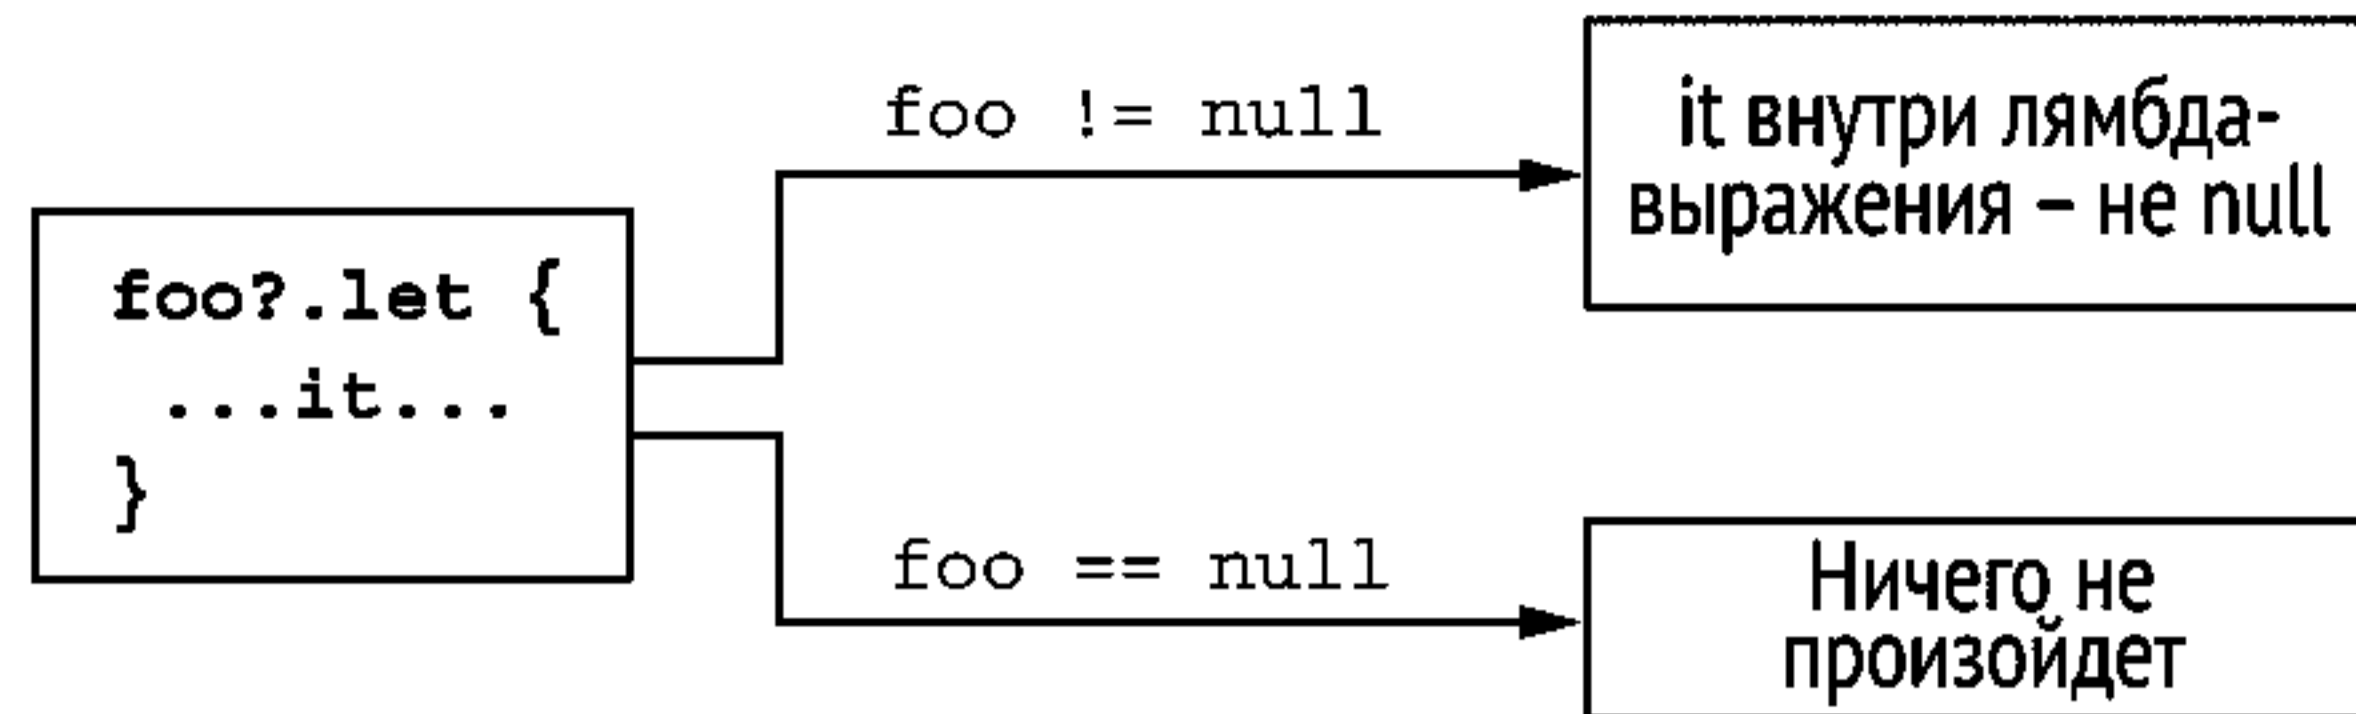 foo?.let {
...it...
}
foo != null
it внутри лямбда-
выражения – не null
foo == null
Ничего не
произойдет